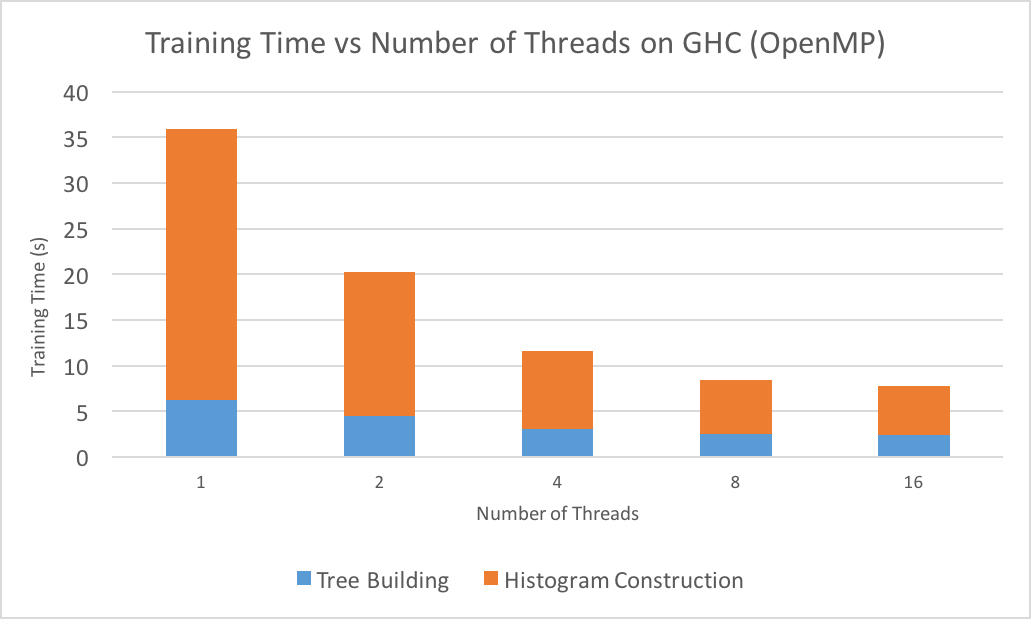 Training Time vs Number of Threads on GHC (OpenMP)
40
35
30
25
20
15
10
5
0
Training Time (s)
1 2 4 8 16
Number of Threads
Tree Building Histogram Construction